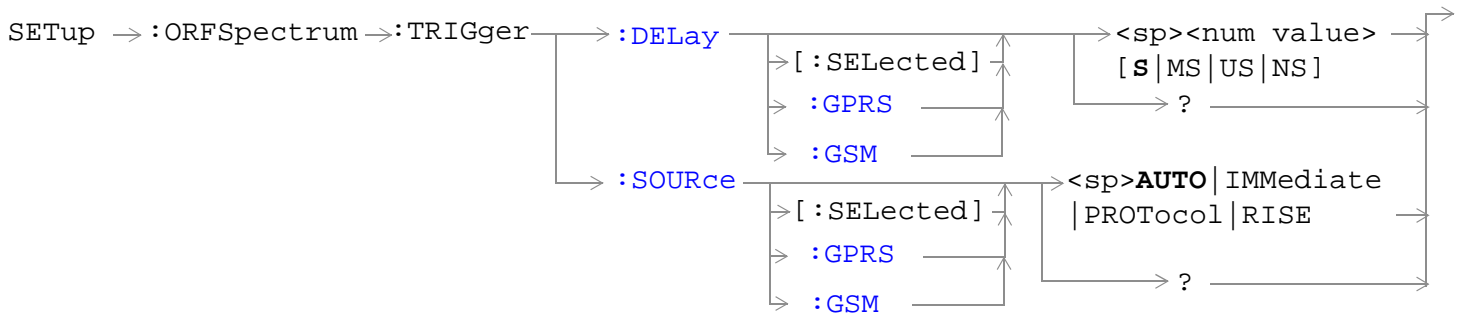 SETup :ORFSpectrum :TRIGger :DELay <sp><num value>
[:SELected] [S|MS|US|NS]
:GPRS ?
:GSM
:SOURce <sp>AUTO|IMMediate
[:SELected] |PROTocol|RISE
:GPRS
?
:GSM